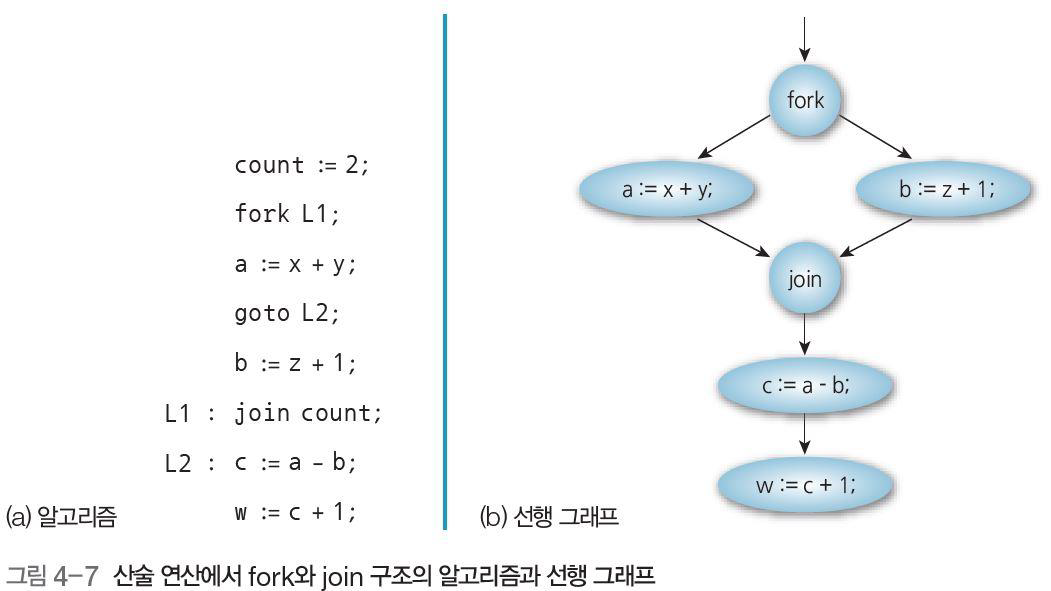 count := 2;
fork L1;
a := x + y;
goto L2;
b := z + 1;
L1 : join count;
L2 : c := a - b;
w := c + 1;
(a) 알고리즘
fork
a := x + y;
b := z + 1;
join
c := a - b;
w := c + 1;
(b) 선행 그래프
그림 4-7 산술 연산에서 fork와 join 구조의 알고리즘과 선행 그래프